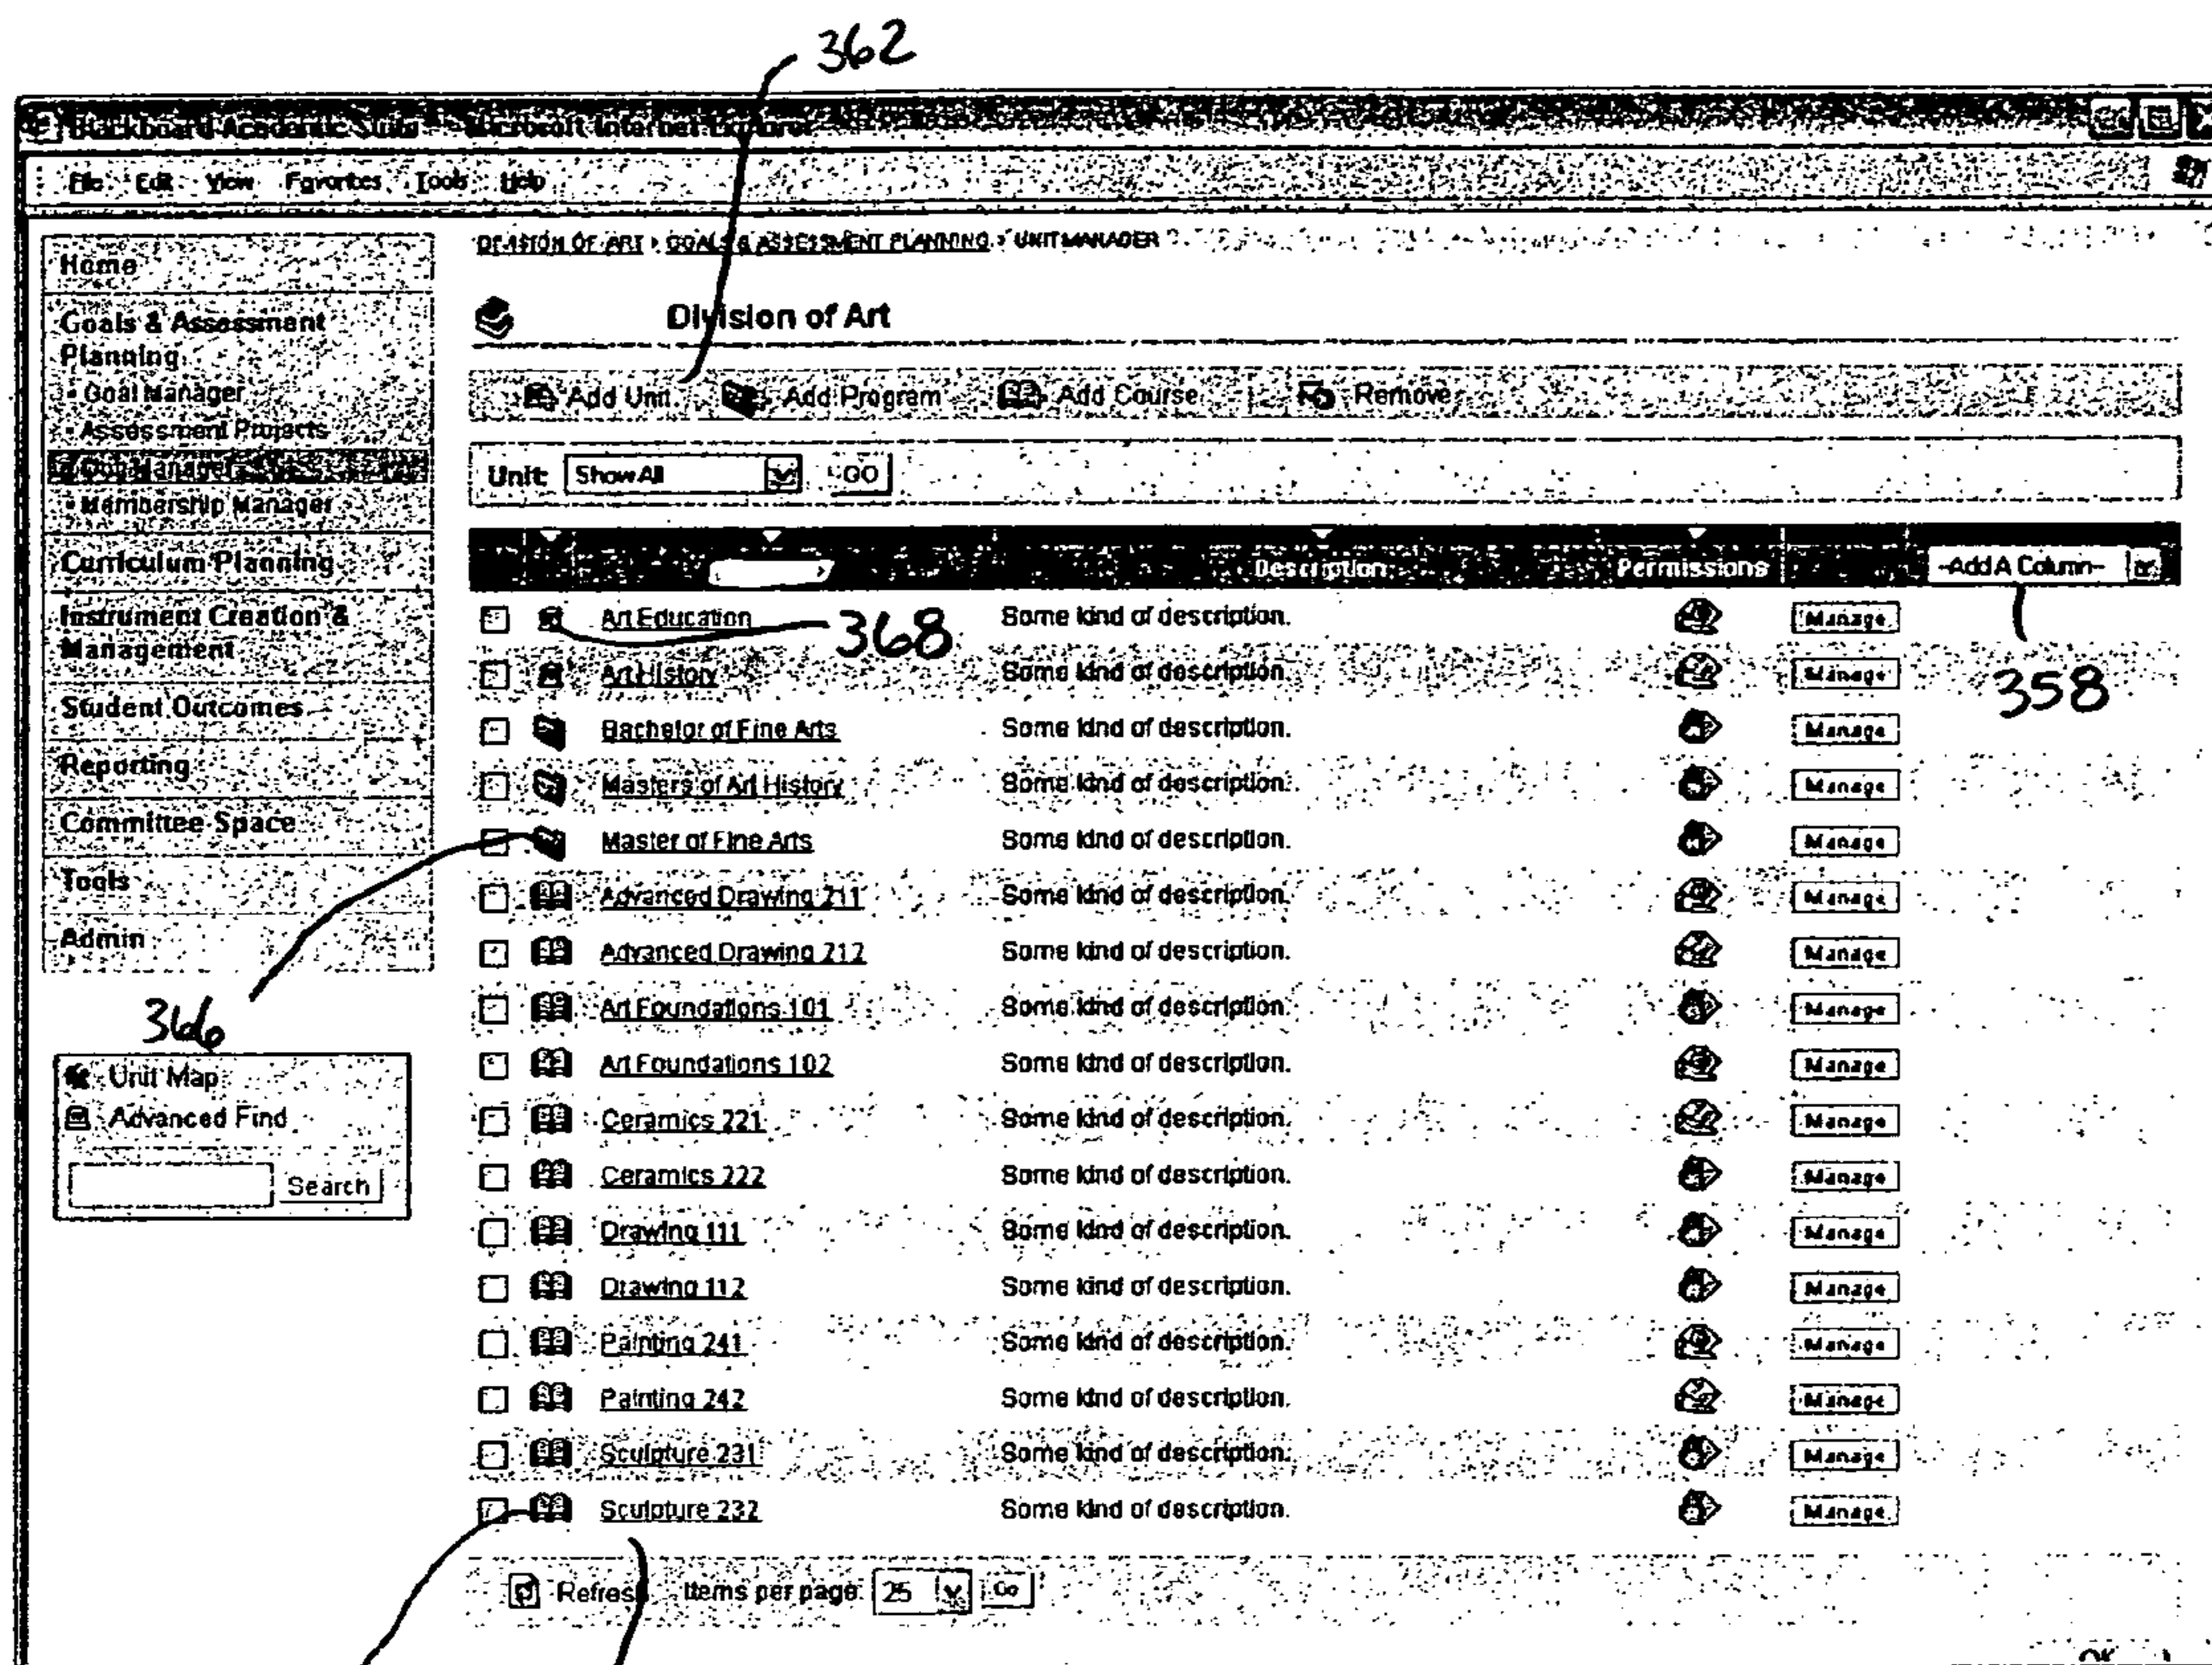 362
Blackboard Academic Suite - Microsoft Internet Explorer
File Edit View Favorites Tools Help
DIVISION OF ART > GOALS & ASSESSMENT PLANNING > UNIT MANAGER
Home
Goals & Assessment
Planning
Goal Manager
Assessment Projects
Unit Manager
Membership Manager
Curriculum Planning
Instrument Creation &
Management
Student Outcomes
Reporting
Committee Space
Tools
Admin
366
Unit Map
Advanced Find
Search
Division of Art
Add Unit Add Program Add Course Remove
Unit: Show All GO
Description Permissions -Add A Column-
358
368
Art Education Some kind of description. Manage
Art History Some kind of description. Manage
Bachelor of Fine Arts Some kind of description. Manage
Masters of Art History Some kind of description. Manage
Master of Fine Arts Some kind of description. Manage
Advanced Drawing 211 Some kind of description. Manage
Advanced Drawing 212 Some kind of description. Manage
Art Foundations 101 Some kind of description. Manage
Art Foundations 102 Some kind of description. Manage
Ceramics 221 Some kind of description. Manage
Ceramics 222 Some kind of description. Manage
Drawing 111 Some kind of description. Manage
Drawing 112 Some kind of description. Manage
Painting 241 Some kind of description. Manage
Painting 242 Some kind of description. Manage
Sculpture 231 Some kind of description. Manage
Sculpture 232 Some kind of description. Manage
Refresh Items per page: 25 Go
OK